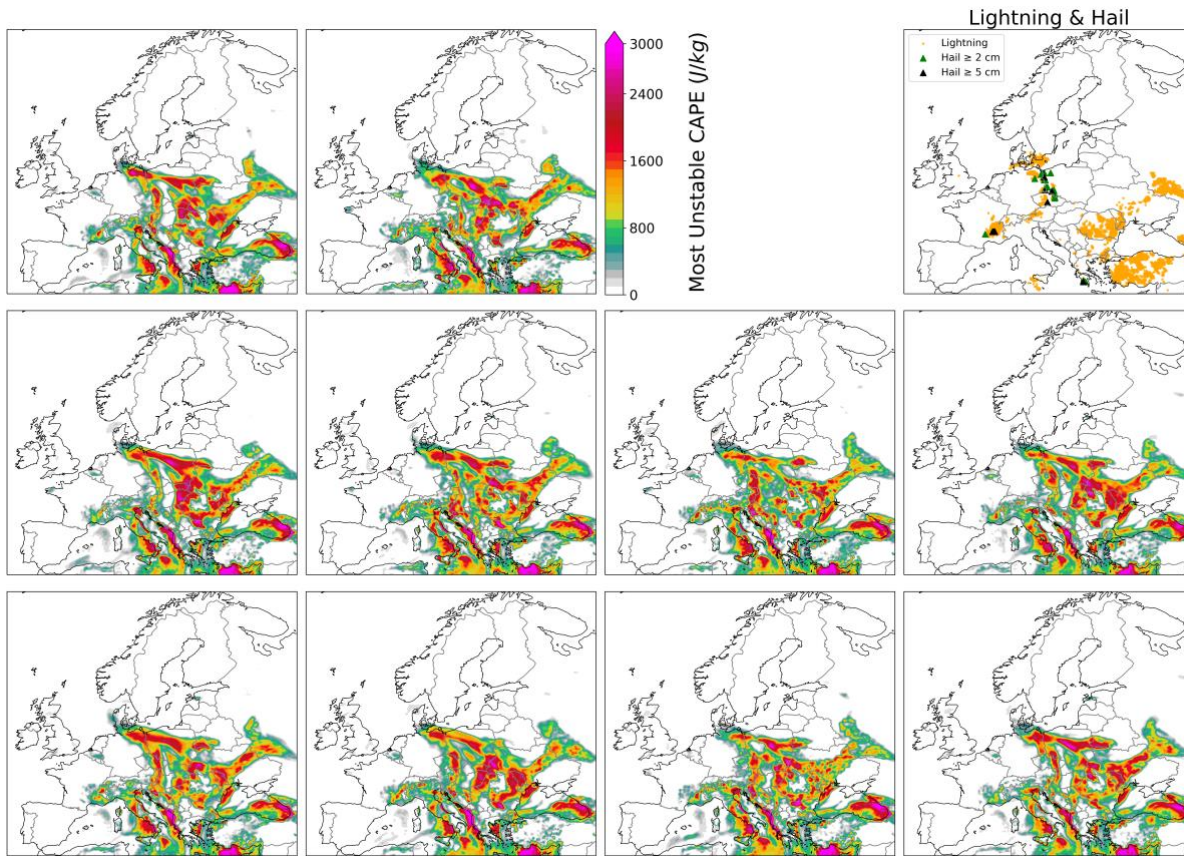 Lightning & Hail
Lightning
Hail ≥ 2 cm
Hail ≥ 5 cm
3000
2400
1600
800
0
Most Unstable CAPE (J/kg)